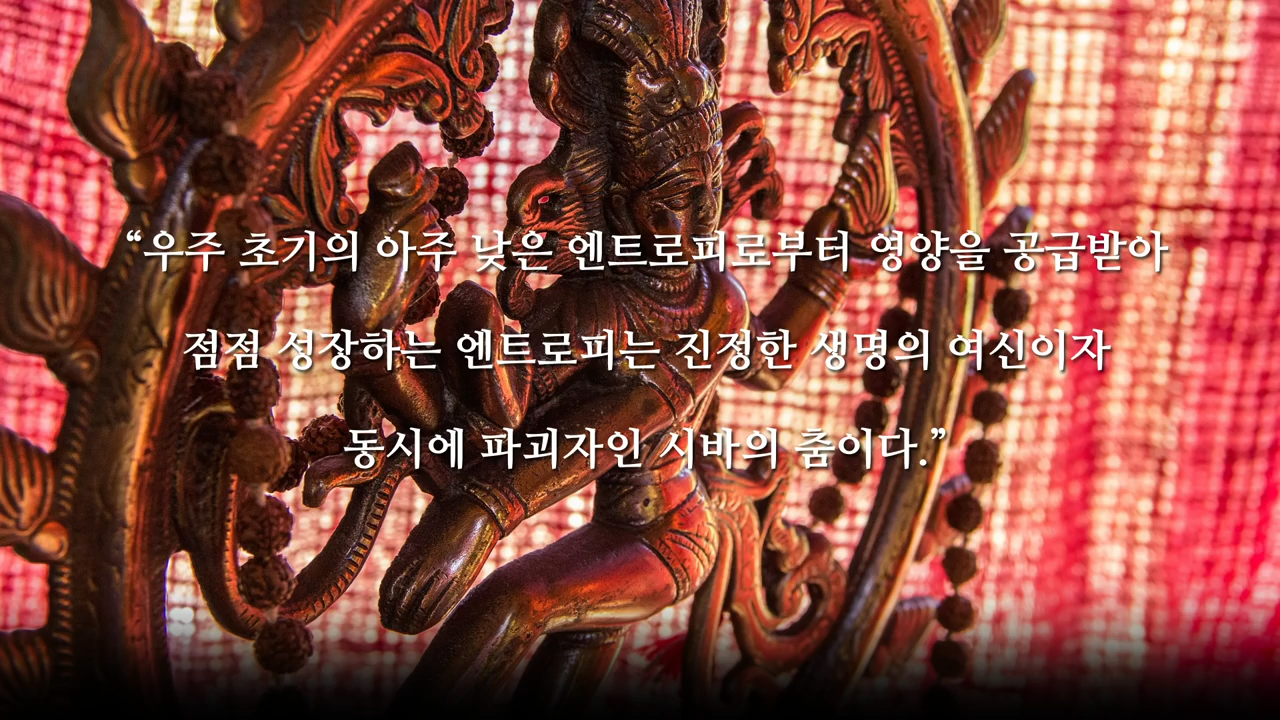 “우주 초기의 아주 낮은 엔트로피로부터 영양을 공급받아
점점 성장하는 엔트로피는 진정한 생명의 여신이자
동시에 파괴자인 시바의 춤이다.”